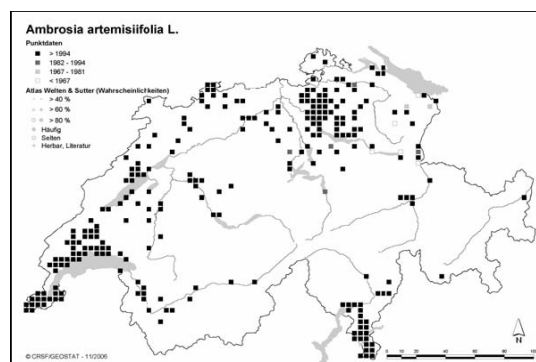 Ambrosia artemisiifolia L.
Punktdaten
> 1994
1982 - 1994
1967 - 1981
< 1967
Atlas Welten & Sutter (Wahrscheinlichkeiten)
> 40 %
> 60 %
> 80 %
Häufig
Selten
Herbar, Literatur
N
© CRSF/GEOSTAT - 11/2006
0